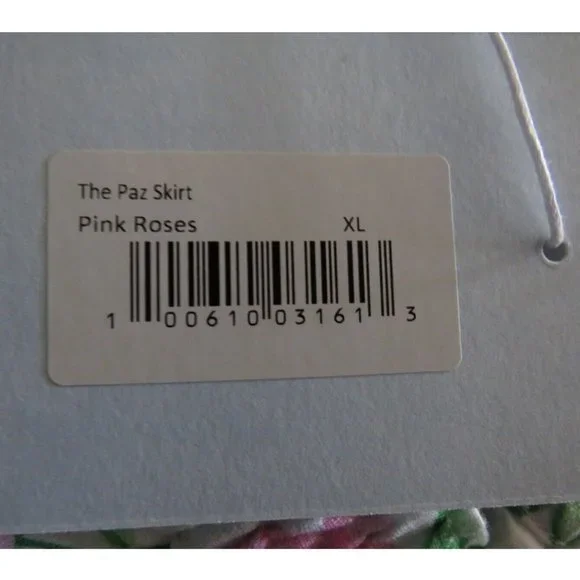 The Paz Skirt
Pink Roses XL
1 00610 03161 3